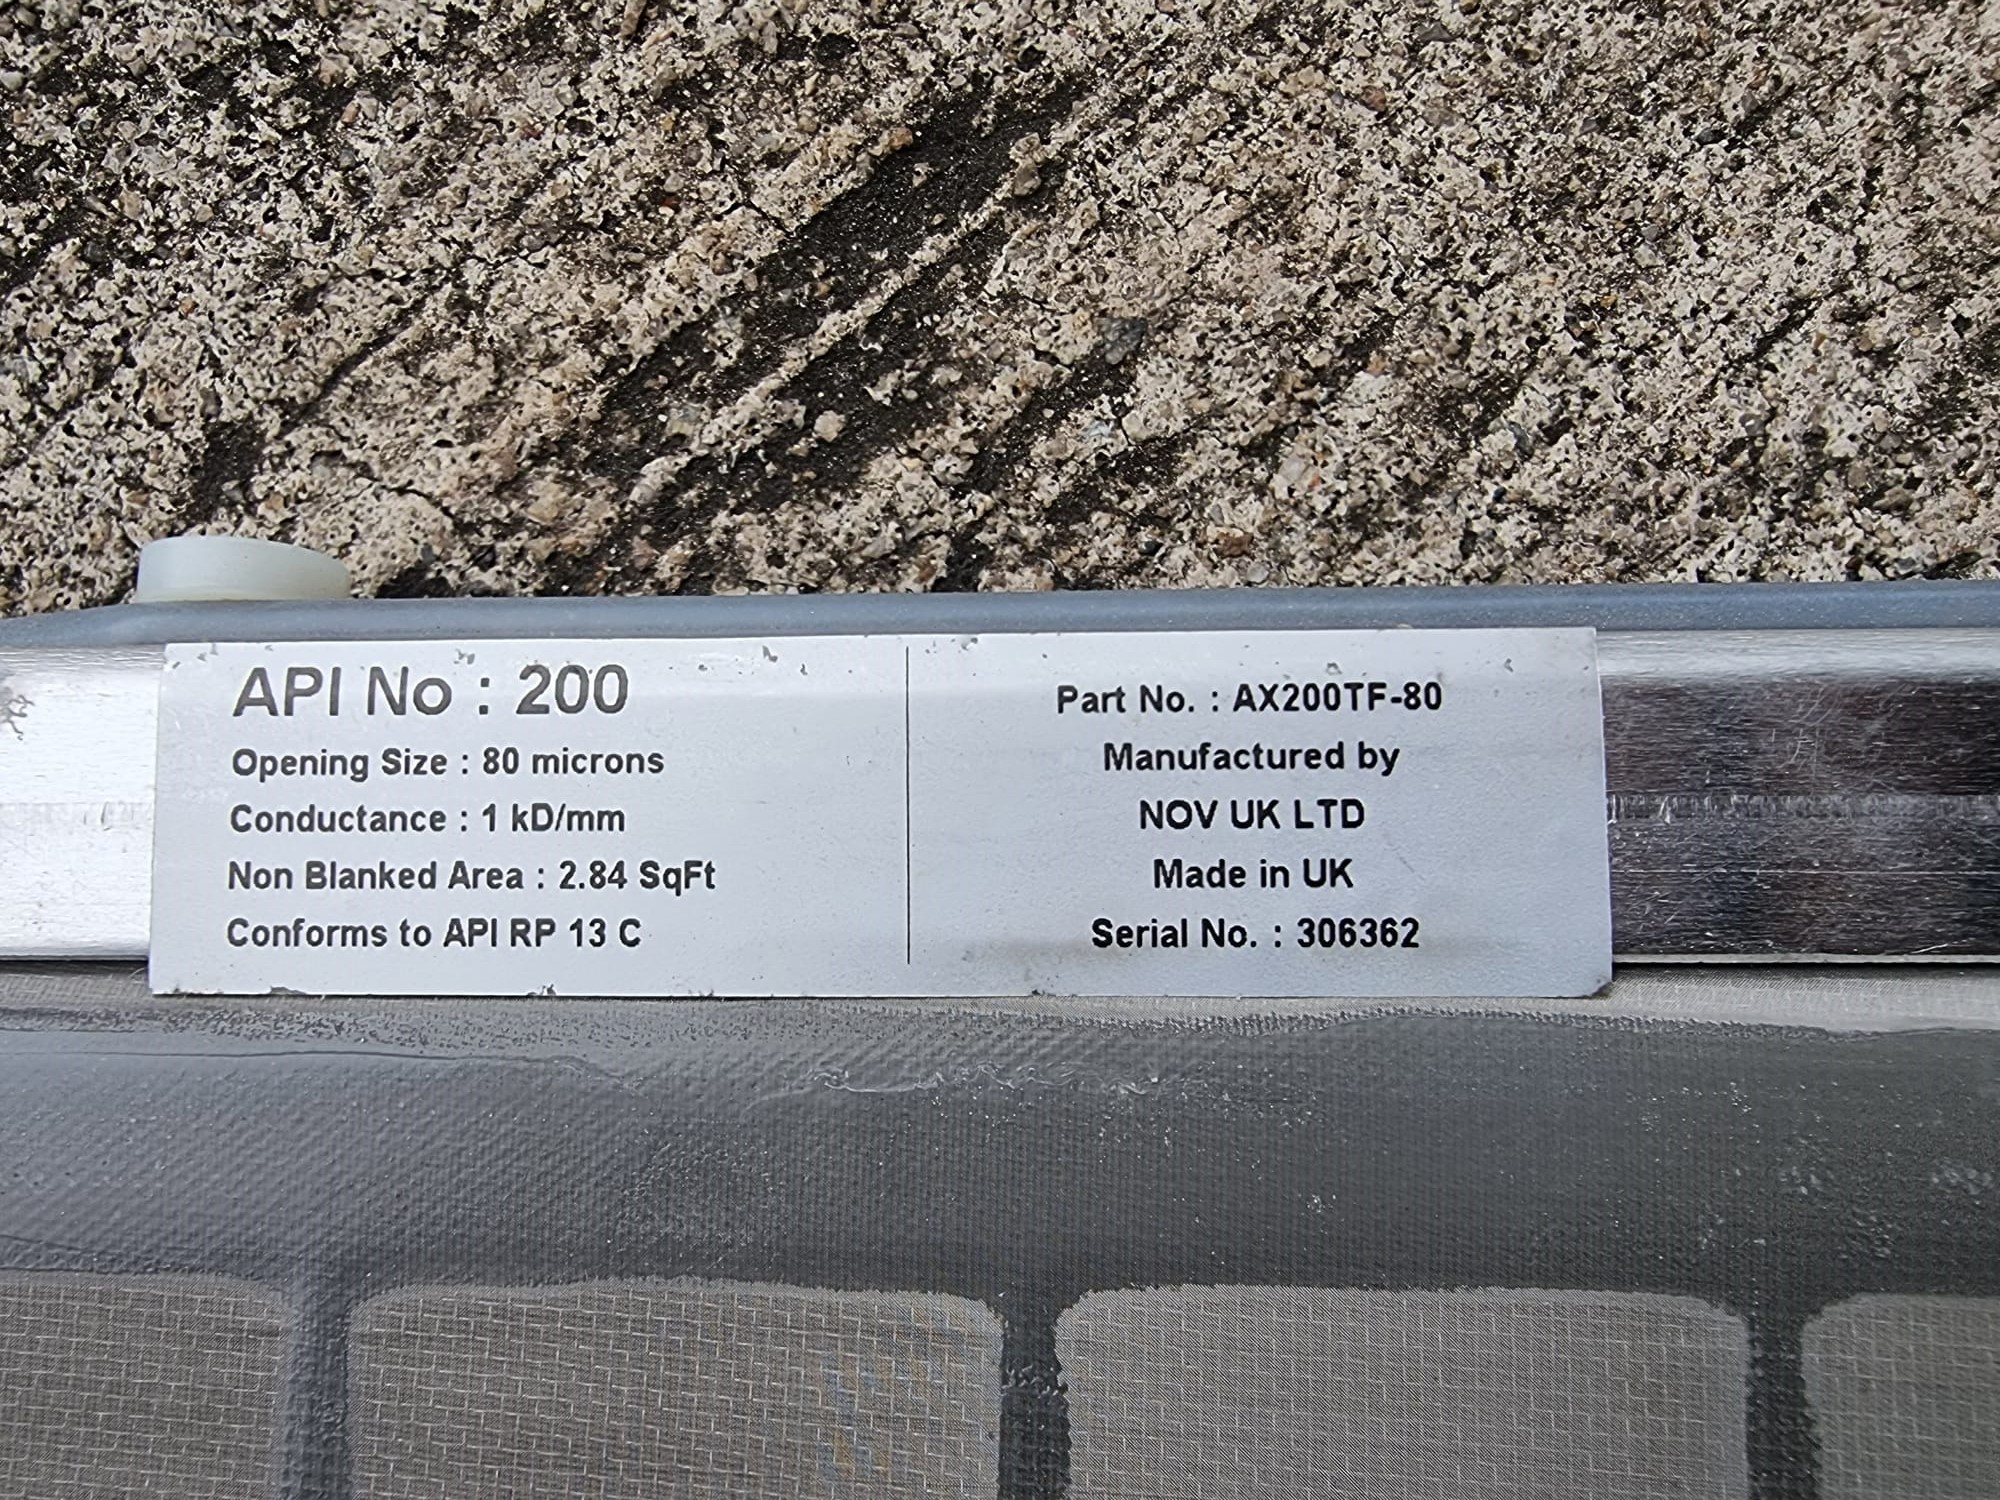 API No : 200
Opening Size : 80 microns
Conductance : 1 kD/mm
Non Blanked Area : 2.84 SqFt
Conforms to API RP 13 C
Part No. : AX200TF-80
Manufactured by
NOV UK LTD
Made in UK
Serial No. : 306362